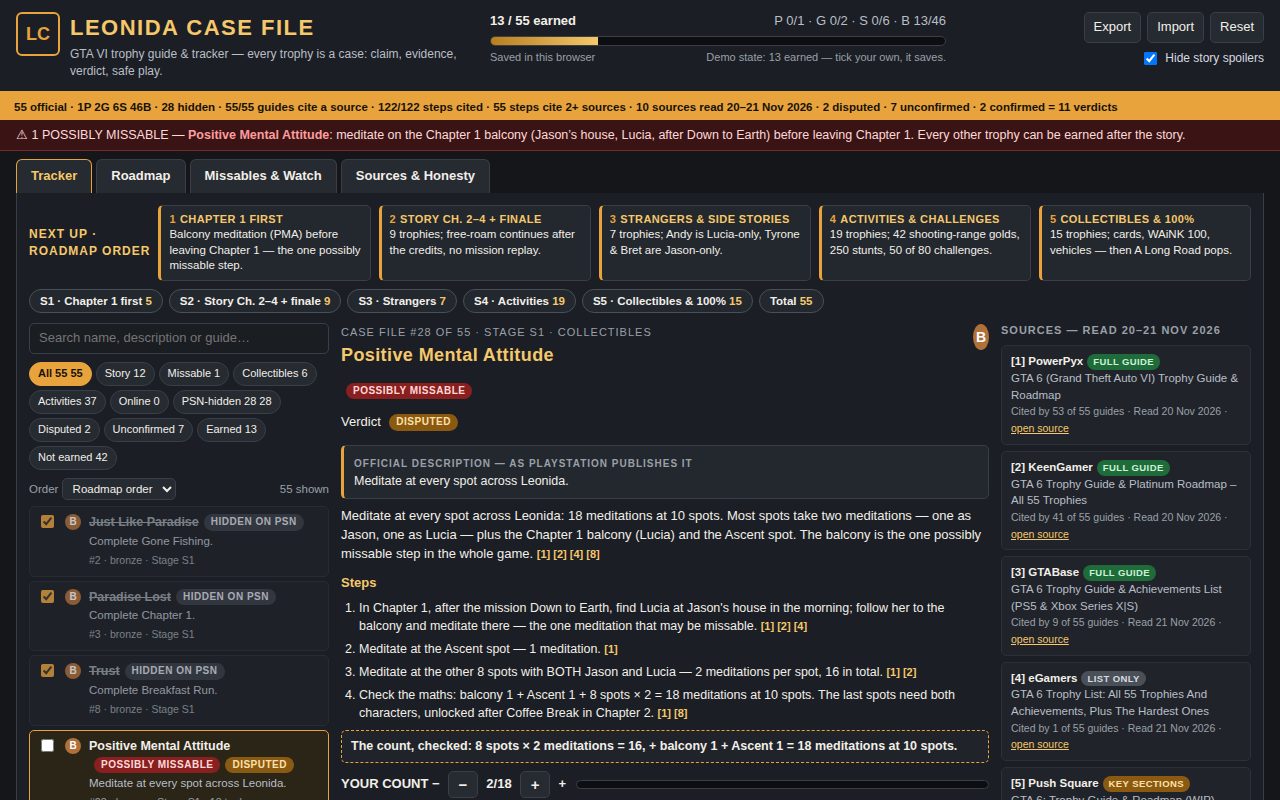 LC
LEONIDA CASE FILE
GTA VI trophy guide & tracker — every trophy is a case: claim, evidence,
verdict, safe play.
13 / 55 earned
P 0/1 · G 0/2 · S 0/6 · B 13/46
Saved in this browser
Demo state: 13 earned — tick your own, it saves.
Export
Import
Reset
Hide story spoilers
55 official · 1P 2G 6S 46B · 28 hidden · 55/55 guides cite a source · 122/122 steps cited · 55 steps cite 2+ sources · 10 sources read 20–21 Nov 2026 · 2 disputed · 7 unconfirmed · 2 confirmed = 11 verdicts
⚠ 1 POSSIBLY MISSABLE — Positive Mental Attitude: meditate on the Chapter 1 balcony (Jason's house, Lucia, after Down to Earth) before leaving Chapter 1. Every other trophy can be earned after the story.
Tracker
Roadmap
Missables & Watch
Sources & Honesty
NEXT UP ·
ROADMAP ORDER
1 CHAPTER 1 FIRST
Balcony meditation (PMA) before
leaving Chapter 1 — the one possibly
missable step.
2 STORY CH. 2–4 + FINALE
9 trophies; free-roam continues after
the credits, no mission replay.
3 STRANGERS & SIDE STORIES
7 trophies; Andy is Lucia-only, Tyrone
& Bret are Jason-only.
4 ACTIVITIES & CHALLENGES
19 trophies; 42 shooting-range golds,
250 stunts, 50 of 80 challenges.
5 COLLECTIBLES & 100%
15 trophies; cards, WAiNK 100,
vehicles — then A Long Road pops.
S1 · Chapter 1 first 5
S2 · Story Ch. 2–4 + finale 9
S3 · Strangers 7
S4 · Activities 19
S5 · Collectibles & 100% 15
Total 55
Search name, description or guide…
All 55 55
Story 12
Missable 1
Collectibles 6
Activities 37
Online 0
PSN-hidden 28 28
Disputed 2
Unconfirmed 7
Earned 13
Not earned 42
Order Roadmap order
55 shown
B Just Like Paradise HIDDEN ON PSN
Complete Gone Fishing.
#2 · bronze · Stage S1
B Paradise Lost HIDDEN ON PSN
Complete Chapter 1.
#3 · bronze · Stage S1
B Trust HIDDEN ON PSN
Complete Breakfast Run.
#8 · bronze · Stage S1
B Positive Mental Attitude
POSSIBLY MISSABLE DISPUTED
Meditate at every spot across Leonida.
CASE FILE #28 OF 55 · STAGE S1 · COLLECTIBLES
B
Positive Mental Attitude
POSSIBLY MISSABLE
Verdict DISPUTED
OFFICIAL DESCRIPTION — AS PLAYSTATION PUBLISHES IT
Meditate at every spot across Leonida.
Meditate at every spot across Leonida: 18 meditations at 10 spots. Most spots take two meditations — one as
Jason, one as Lucia — plus the Chapter 1 balcony (Lucia) and the Ascent spot. The balcony is the one possibly
missable step in the whole game. [1] [2] [4] [8]
Steps
1. In Chapter 1, after the mission Down to Earth, find Lucia at Jason's house in the morning; follow her to the
balcony and meditate there — the one meditation that may be missable. [1] [2] [4]
2. Meditate at the Ascent spot — 1 meditation. [1]
3. Meditate at the other 8 spots with BOTH Jason and Lucia — 2 meditations per spot, 16 in total. [1] [2]
4. Check the maths: balcony 1 + Ascent 1 + 8 spots × 2 = 18 meditations at 10 spots. The last spots need both
characters, unlocked after Coffee Break in Chapter 2. [1] [8]
The count, checked: 8 spots × 2 meditations = 16, + balcony 1 + Ascent 1 = 18 meditations at 10 spots.
YOUR COUNT − − 2/18 + +
SOURCES — READ 20–21 NOV 2026
[1] PowerPyx FULL GUIDE
GTA 6 (Grand Theft Auto VI) Trophy Guide &
Roadmap
Cited by 53 of 55 guides · Read 20 Nov 2026 ·
open source
[2] KeenGamer FULL GUIDE
GTA 6 Trophy Guide & Platinum Roadmap –
All 55 Trophies
Cited by 41 of 55 guides · Read 20 Nov 2026 ·
open source
[3] GTABase FULL GUIDE
GTA 6 Trophy Guide & Achievements List
(PS5 & Xbox Series X|S)
Cited by 9 of 55 guides · Read 21 Nov 2026 ·
open source
[4] eGamers LIST ONLY
GTA 6 Trophy List: All 55 Trophies And
Achievements, Plus The Hardest Ones
Cited by 1 of 55 guides · Read 21 Nov 2026 ·
open source
[5] Push Square KEY SECTIONS
GTA 6: Trophy Guide & Roadmap (WIP)